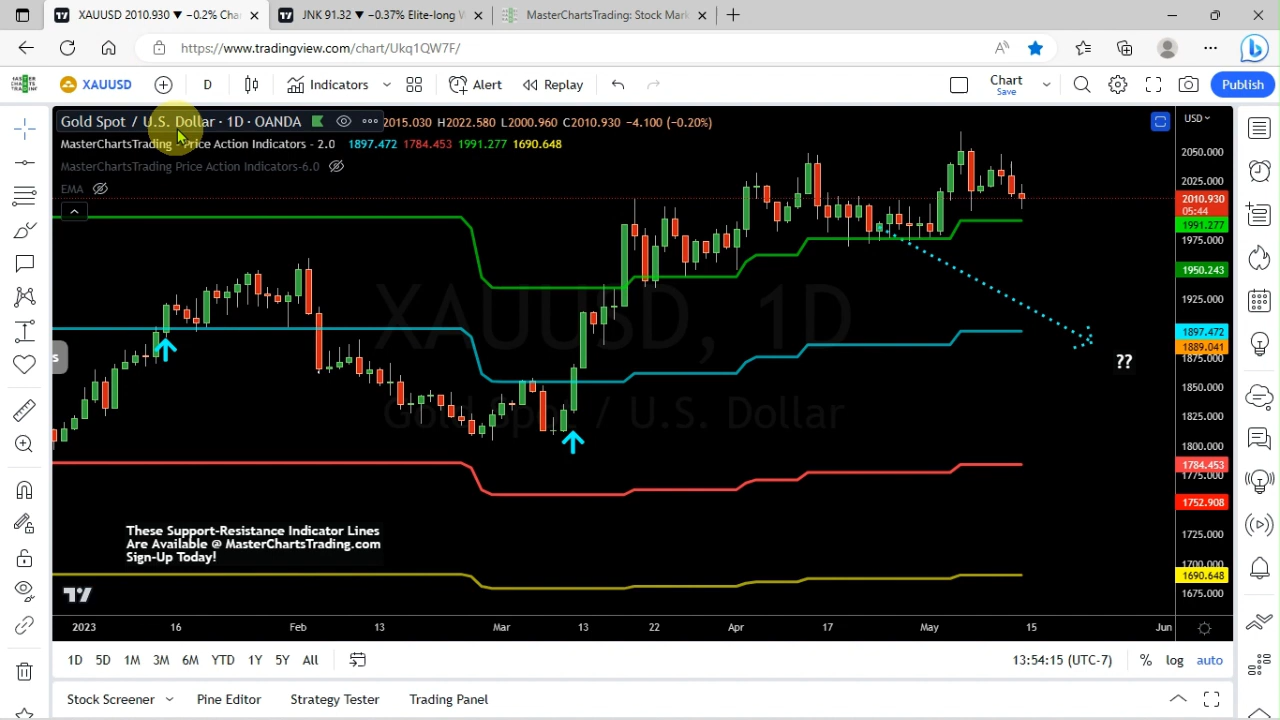 XAUUSD 2010.930 ▼ −0.2% Cha
JNK 91.32 ▼ −0.37% Elite-long
MasterChartsTrading: Stock Mark
https://www.tradingview.com/chart/Ukq1QW7F/
MASTER
CHARTS
TRADING
XAUUSD
D
Indicators
Alert
Replay
Chart
Save
Publish
Gold Spot / U.S. Dollar · 1D · OANDA
2015.030 H2022.580 L2000.960 C2010.930 −4.100 (−0.20%)
USD
MasterChartsTrading - Price Action Indicators - 2.0 1897.472 1784.453 1991.277 1690.648
MasterChartsTrading Price Action Indicators-6.0
EMA
2050.000
2025.000
2010.930
05:44
1991.277
1975.000
1950.243
1925.000
1897.472
1889.041
1875.000
1850.000
1825.000
1800.000
1784.453
1775.000
1752.908
1725.000
1700.000
1690.648
1675.000
XAUUSD, 1D
Gold Spot / U.S. Dollar
s
??
These Support-Resistance Indicator Lines
Are Available @ MasterChartsTrading.com
Sign-Up Today!
2023 16 Feb 13 Mar 13 22 Apr 17 May 15 Jun
1D 5D 1M 3M 6M YTD 1Y 5Y All
13:54:15 (UTC-7) % log auto
Stock Screener Pine Editor Strategy Tester Trading Panel